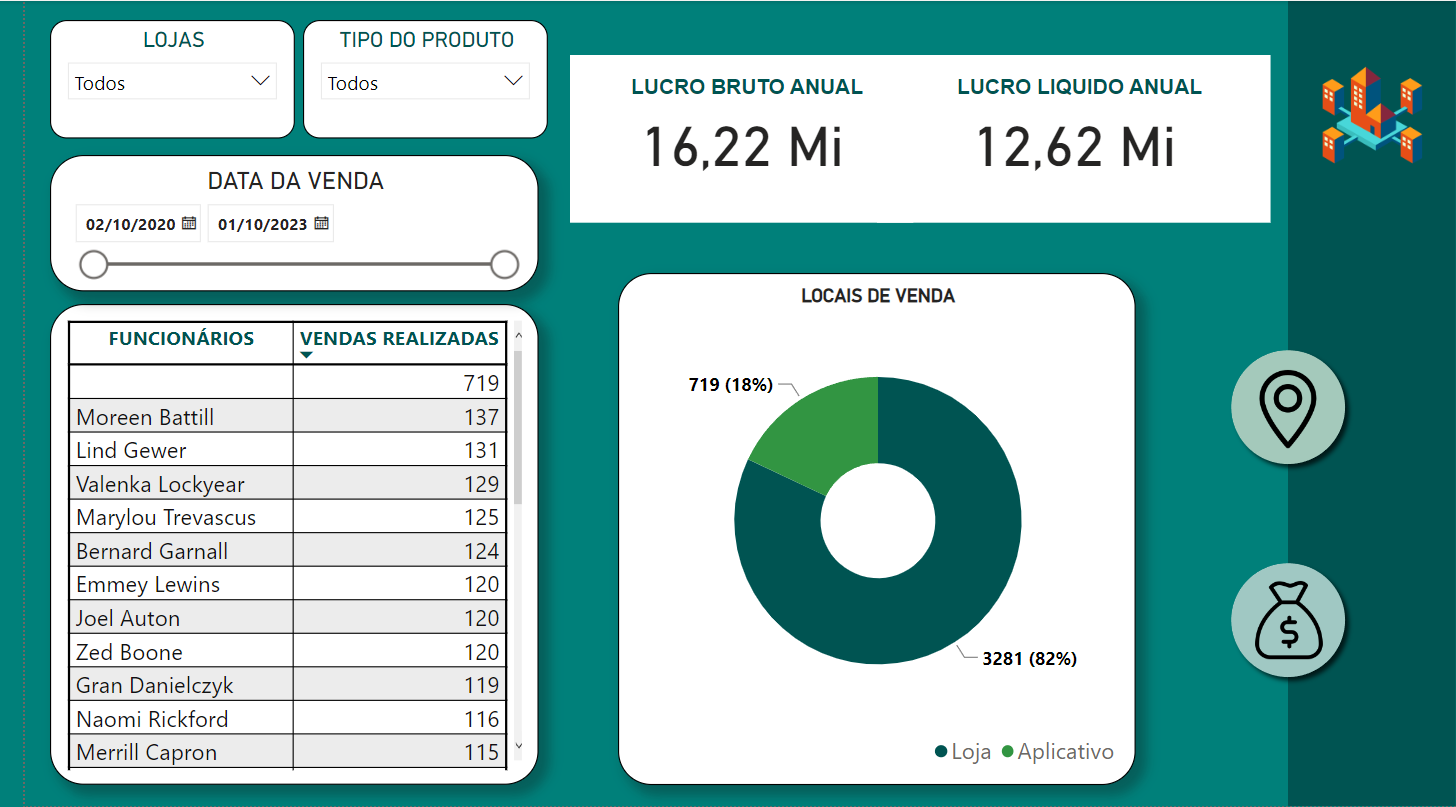 LOJAS
Todos
TIPO DO PRODUTO
Todos
LUCRO BRUTO ANUAL
16,22 Mi
LUCRO LIQUIDO ANUAL
12,62 Mi
DATA DA VENDA
02/10/2020 01/10/2023
FUNCIONÁRIOS VENDAS REALIZADAS
719
Moreen Battill 137
Lind Gewer 131
Valenka Lockyear 129
Marylou Trevascus 125
Bernard Garnall 124
Emmey Lewins 120
Joel Auton 120
Zed Boone 120
Gran Danielczyk 119
Naomi Rickford 116
Merrill Capron 115
LOCAIS DE VENDA
719 (18%)
3281 (82%)
Loja Aplicativo
$